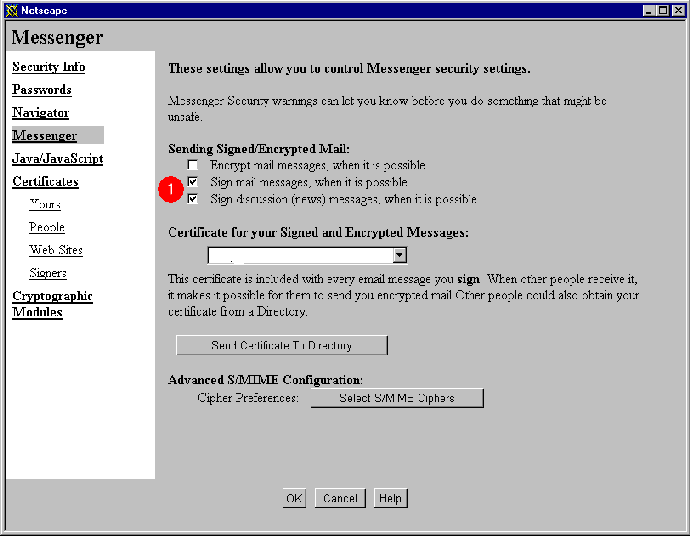 Netscape
Messenger
Security Info
Passwords
Navigator
Messenger
Java/JavaScript
Certificates
Yours
People
Web Sites
Signers
Cryptographic
Modules
These settings allow you to control Messenger security settings.
Messenger Security warnings can let you know before you do something that might be
unsafe.
Sending Signed/Encrypted Mail:
Encrypt mail messages, when it is possible
1
Sign mail messages, when it is possible
Sign discussion (news) messages, when it is possible
Certificate for your Signed and Encrypted Messages:
This certificate is included with every email message you sign. When other people receive it,
it makes it possible for them to send you encrypted mail. Other people could also obtain your
certificate from a Directory.
Send Certificate To Directory
Advanced S/MIME Configuration:
Cipher Preferences: Select S/MIME Ciphers
OK Cancel Help